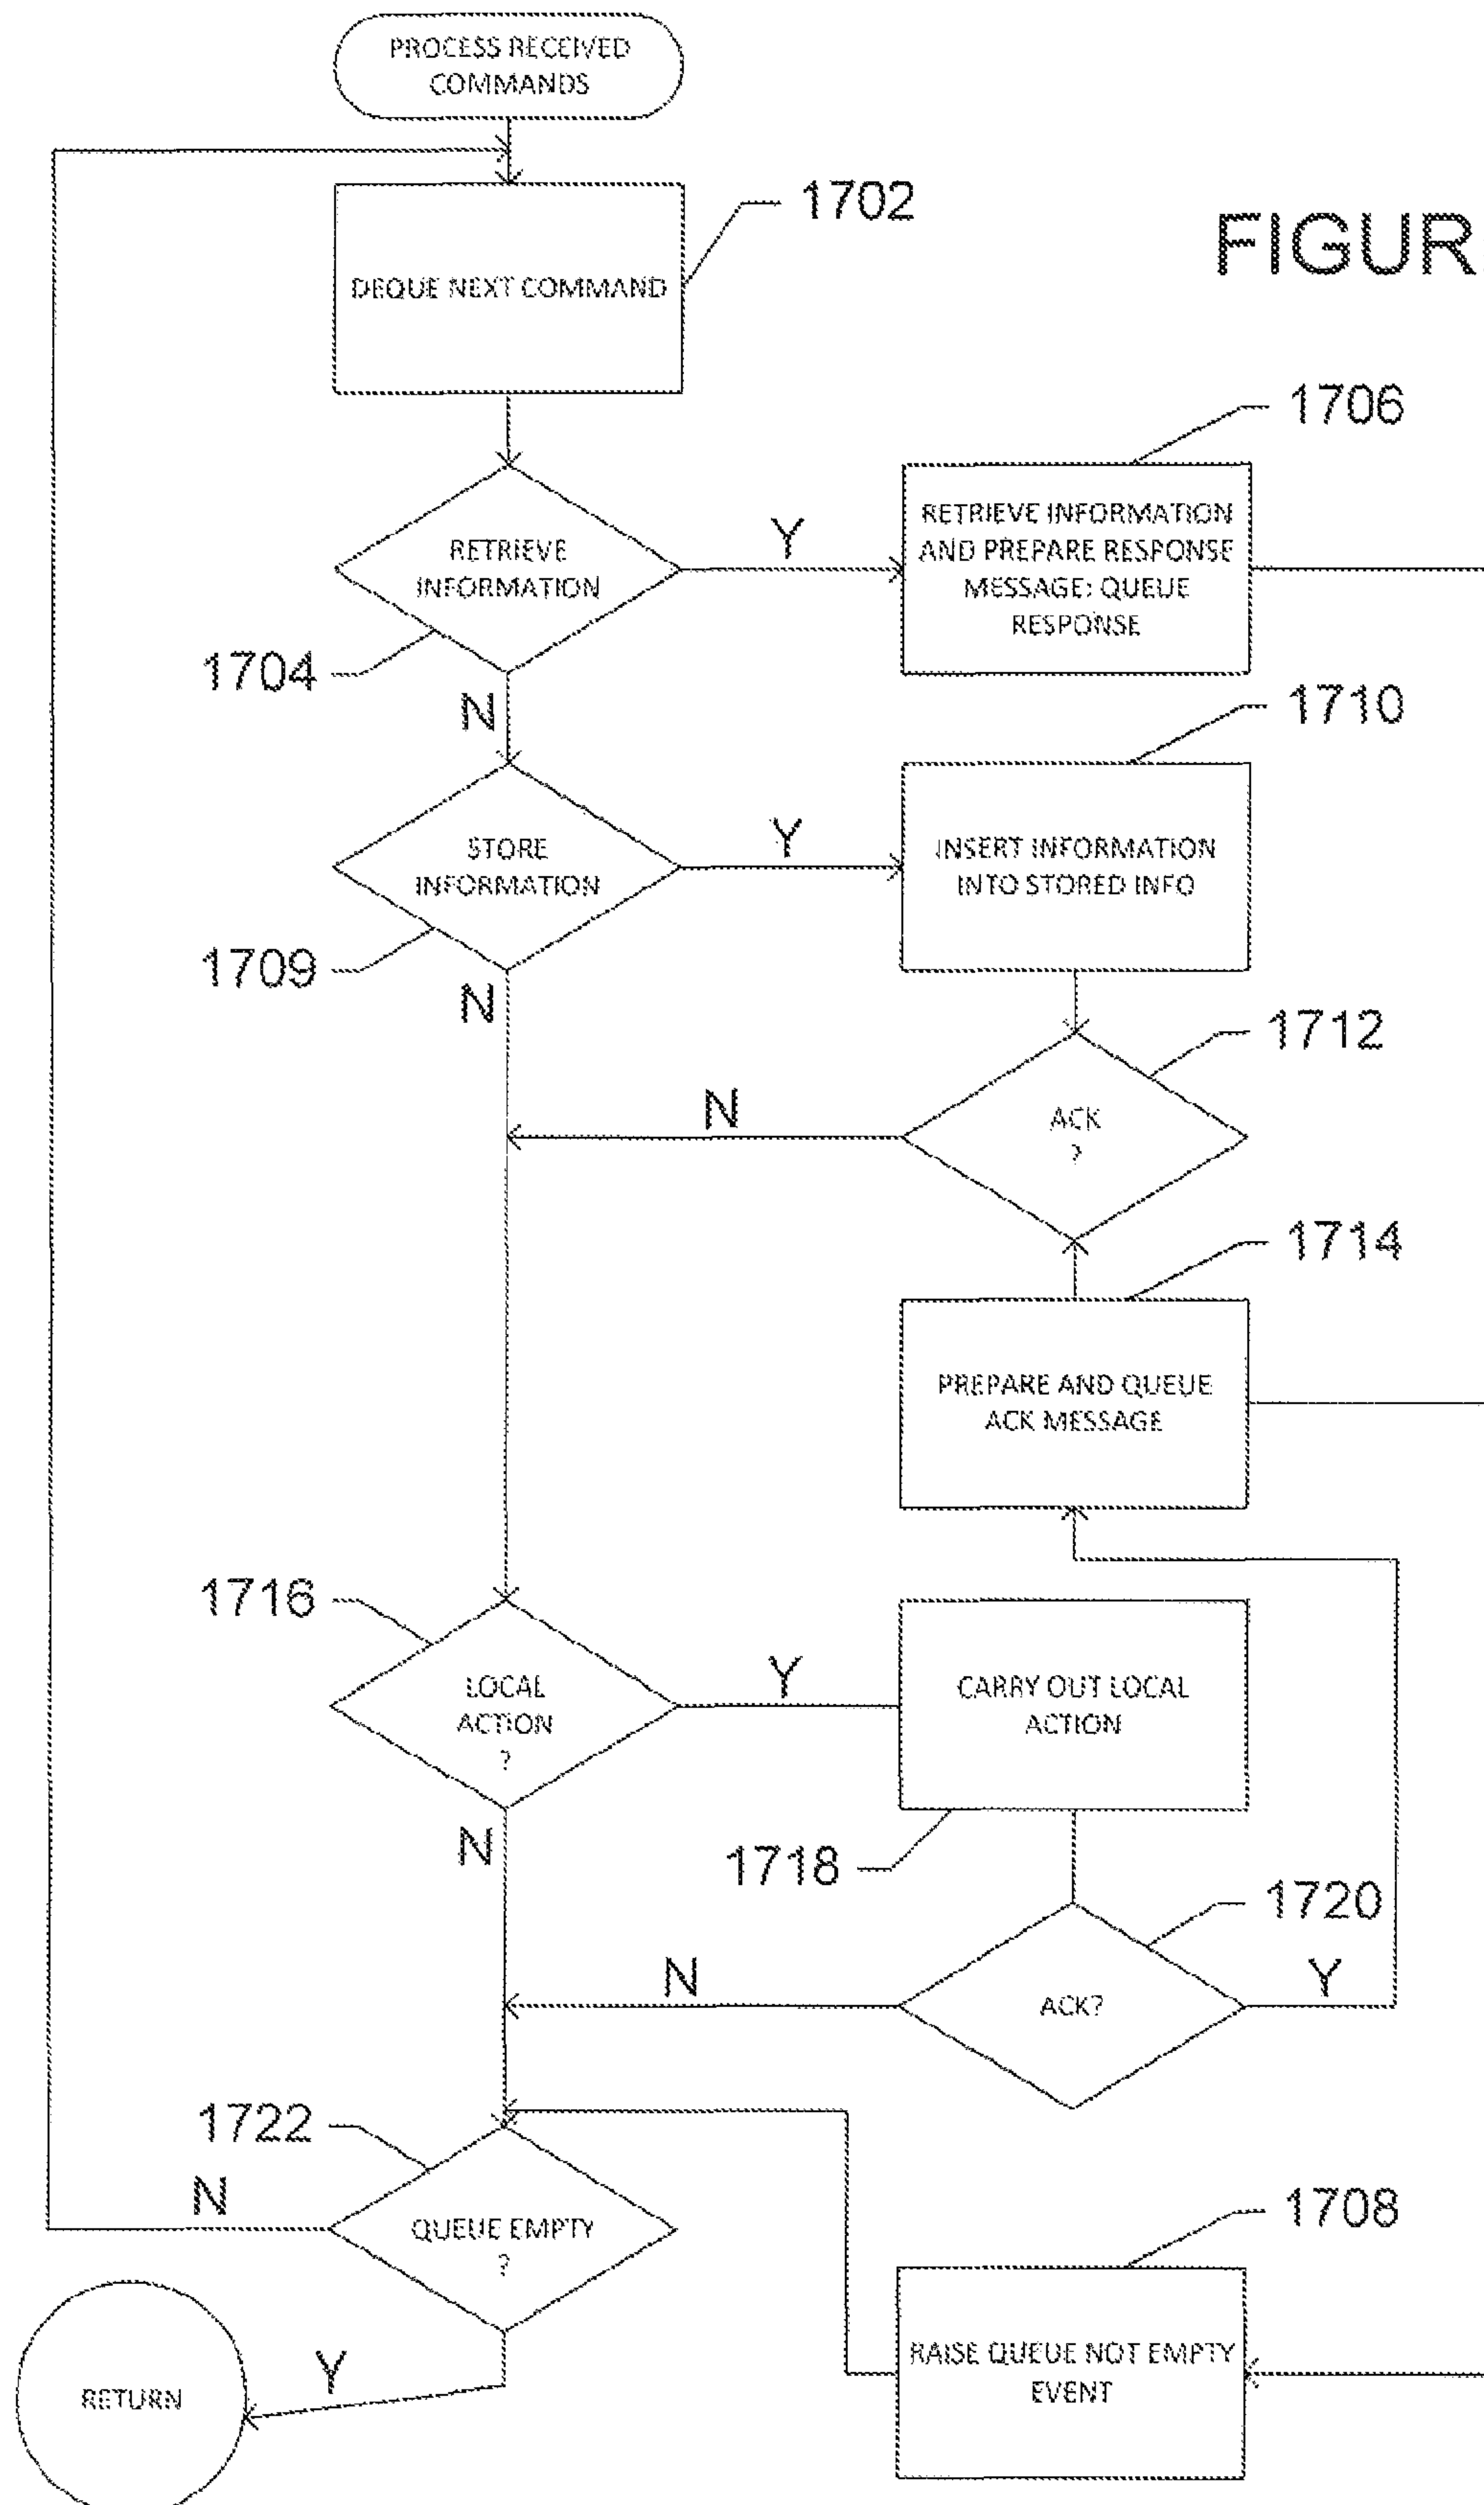 PROCESS RECEIVED
COMMANDS
1702
FIGUR
DEQUE NEXT COMMAND
1706
RETRIEVE
INFORMATION
Y
RETRIEVE INFORMATION
AND PREPARE RESPONSE
MESSAGE; QUEUE
RESPONSE
1704
N
1710
STORE
INFORMATION
Y
INSERT INFORMATION
INTO STORED INFO
1709
N
1712
N
ACK
?
1714
PREPARE AND QUEUE
ACK MESSAGE
1716
LOCAL
ACTION
?
Y
CARRY OUT LOCAL
ACTION
N
1718
1720
N
ACK?
Y
1722
N
QUEUE EMPTY
?
1708
Y
RETURN
RAISE QUEUE NOT EMPTY
EVENT